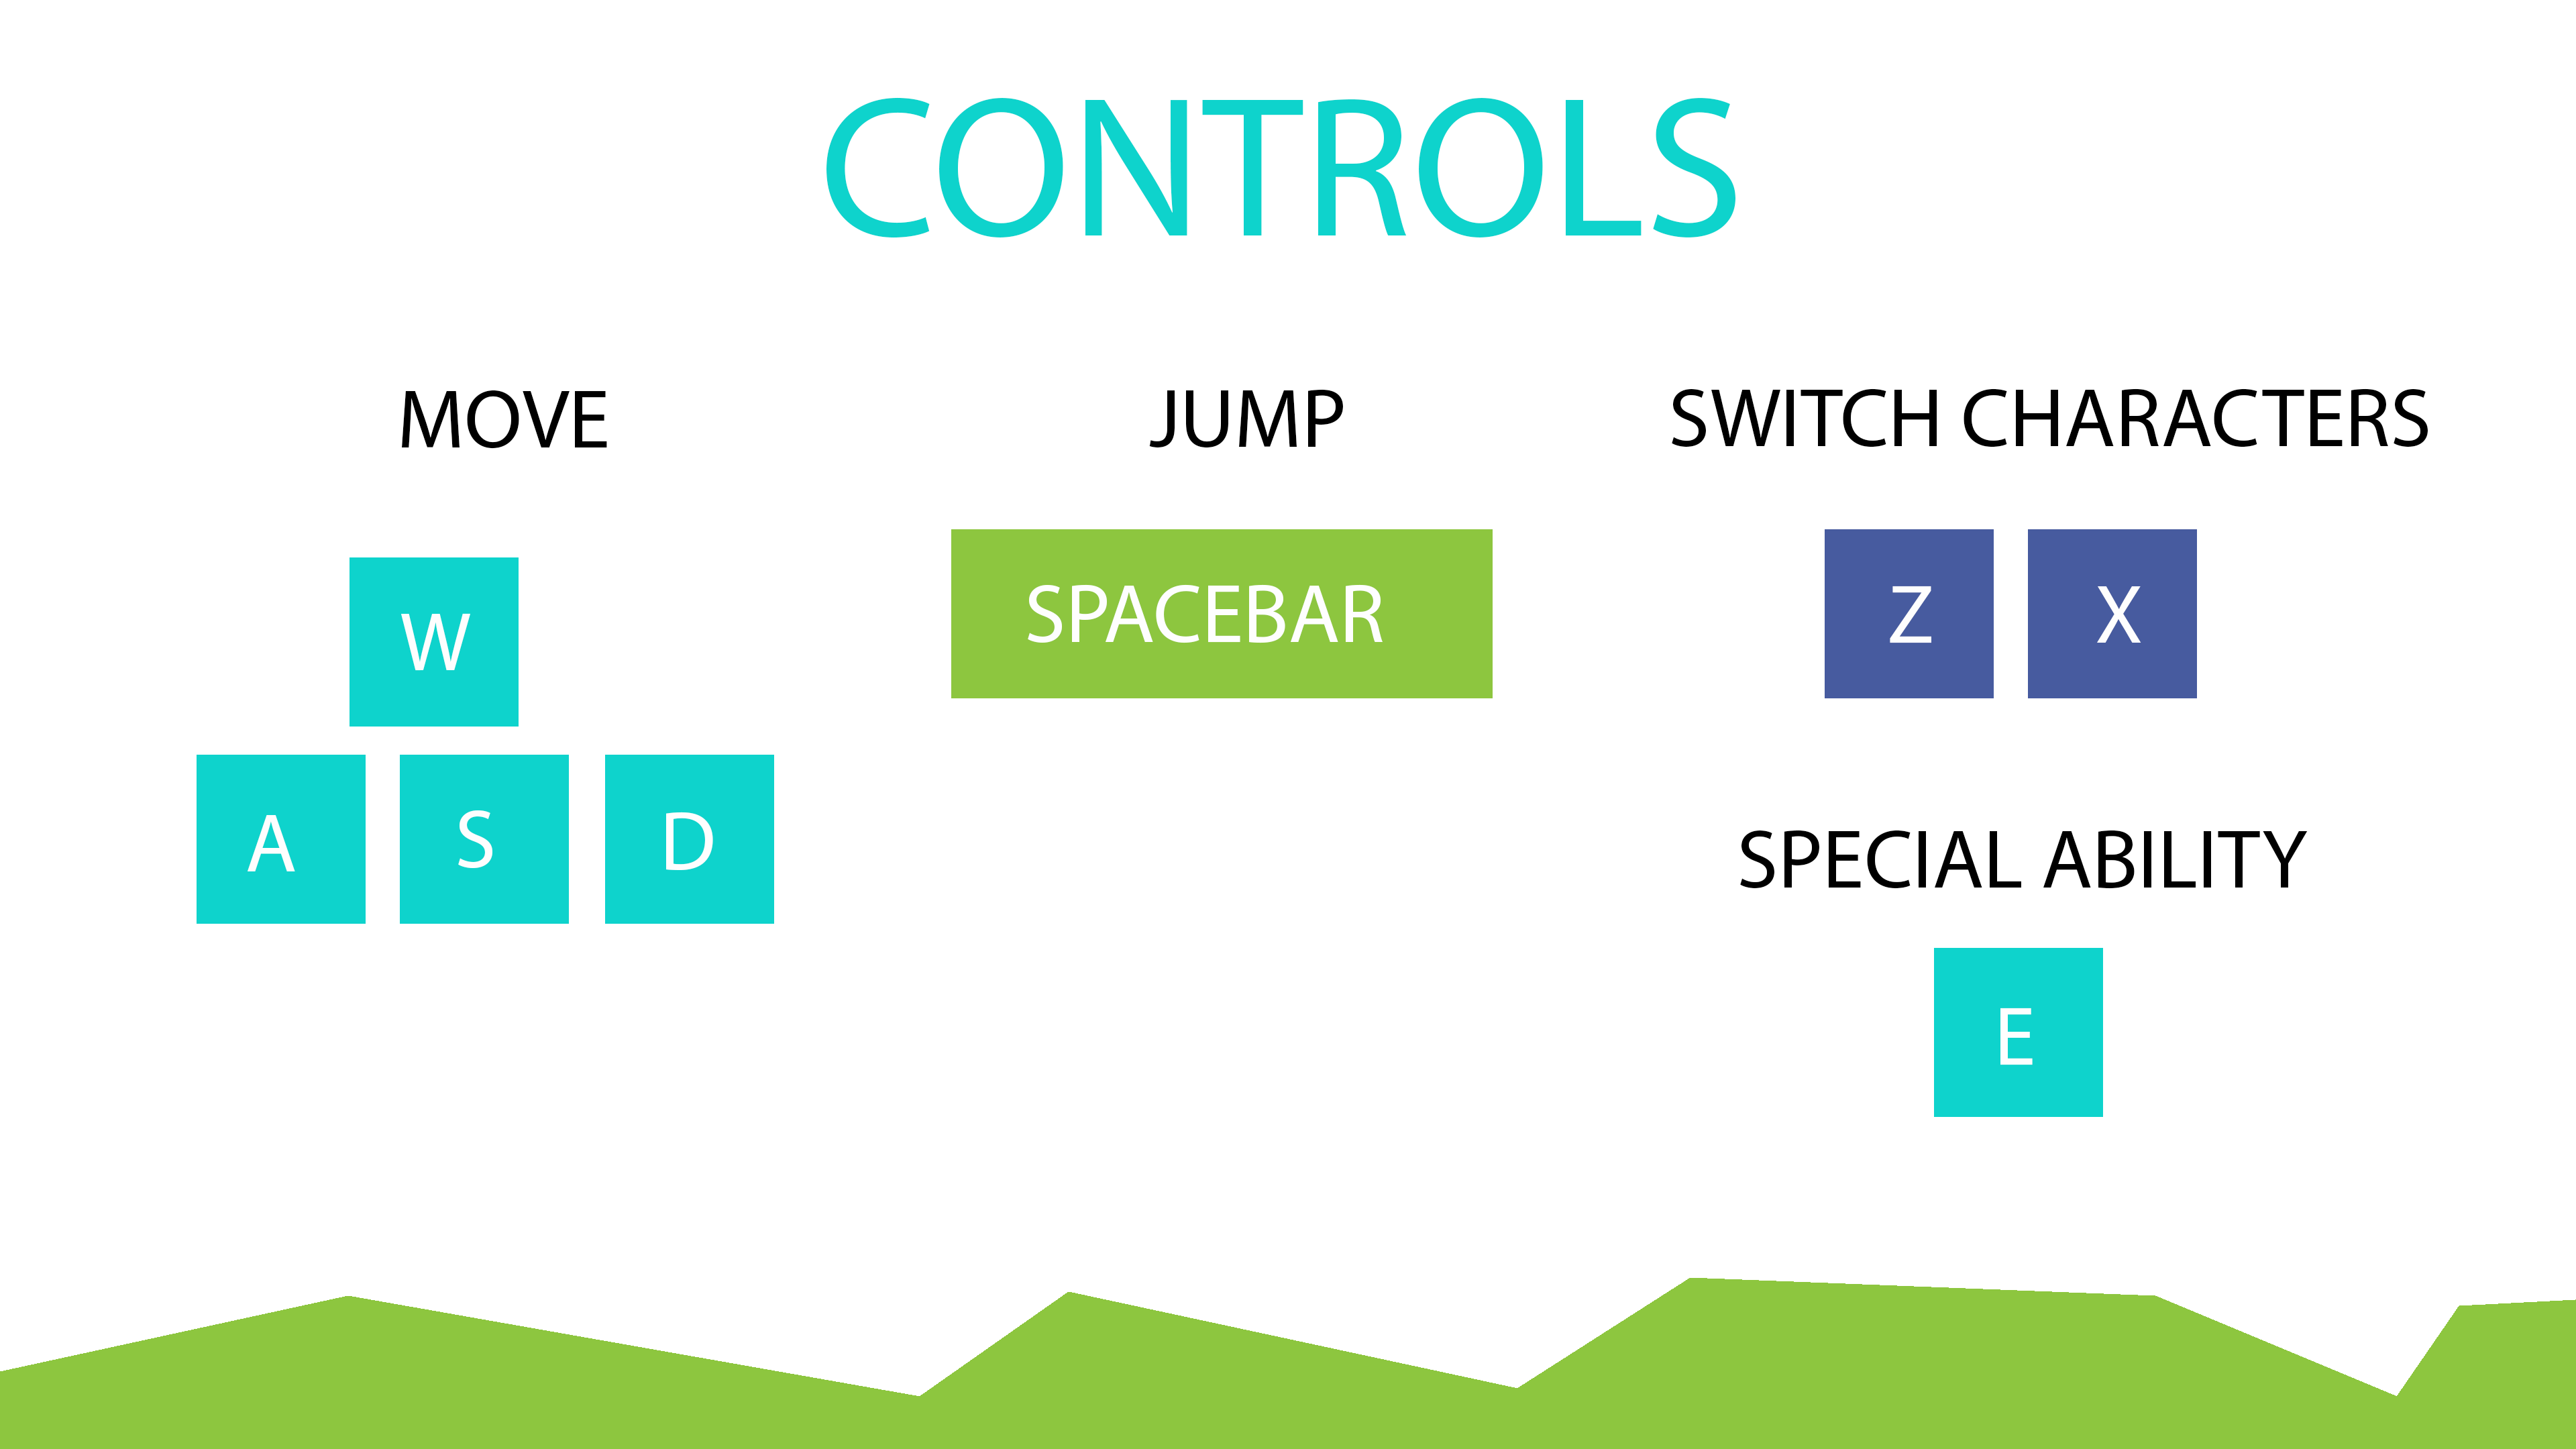 CONTROLS
MOVE
W
A S D
JUMP
SPACEBAR
SWITCH CHARACTERS
Z X
SPECIAL ABILITY
E